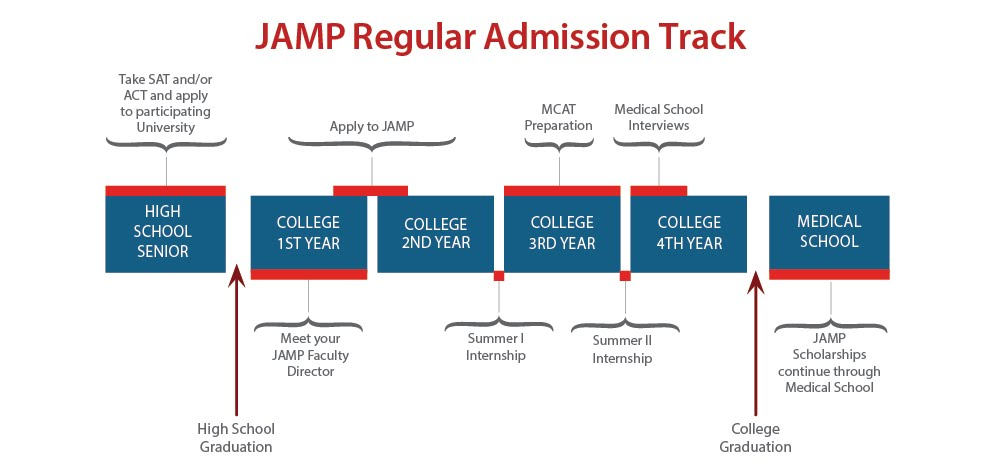 JAMP Regular Admission Track
Take SAT and/or
ACT and apply
to participating
University
Apply to JAMP
MCAT
Preparation
Medical School
Interviews
HIGH
SCHOOL
SENIOR
COLLEGE
1ST YEAR
COLLEGE
2ND YEAR
COLLEGE
3RD YEAR
COLLEGE
4TH YEAR
MEDICAL
SCHOOL
Meet your
JAMP Faculty
Director
Summer I
Internship
Summer II
Internship
JAMP
Scholarships
continue through
Medical School
High School
Graduation
College
Graduation